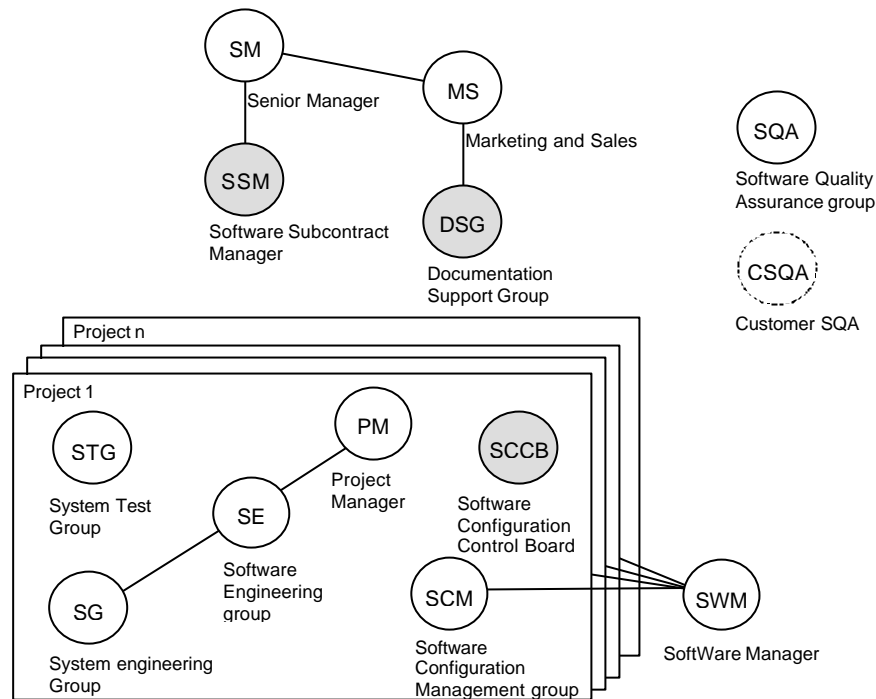 SM
Senior Manager
MS
Marketing and Sales
SSM
Software Subcontract
Manager
DSG
Documentation
Support Group
SQA
Software Quality
Assurance group
CSQA
Customer SQA
Project n
Project 1
STG
System Test
Group
PM
Project
Manager
SE
Software
Engineering
group
SG
System engineering
Group
SCCB
Software
Configuration
Control Board
SCM
Software
Configuration
Management group
SWM
SoftWare Manager